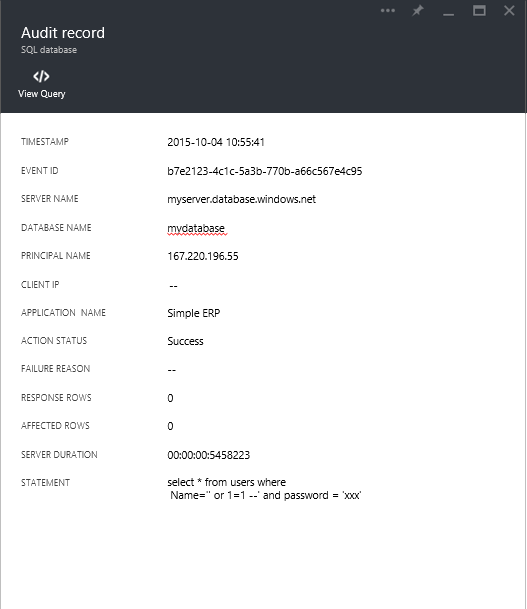 Audit record
SQL database
View Query
TIMESTAMP 2015-10-04 10:55:41
EVENT ID b7e2123-4c1c-5a3b-770b-a66c567e4c95
SERVER NAME myserver.database.windows.net
DATABASE NAME mydatabase
PRINCIPAL NAME 167.220.196.55
CLIENT IP --
APPLICATION NAME Simple ERP
ACTION STATUS Success
FAILURE REASON --
RESPONSE ROWS 0
AFFECTED ROWS 0
SERVER DURATION 00:00:00:5458223
STATEMENT select * from users where
Name='' or 1=1 --' and password = 'xxx'